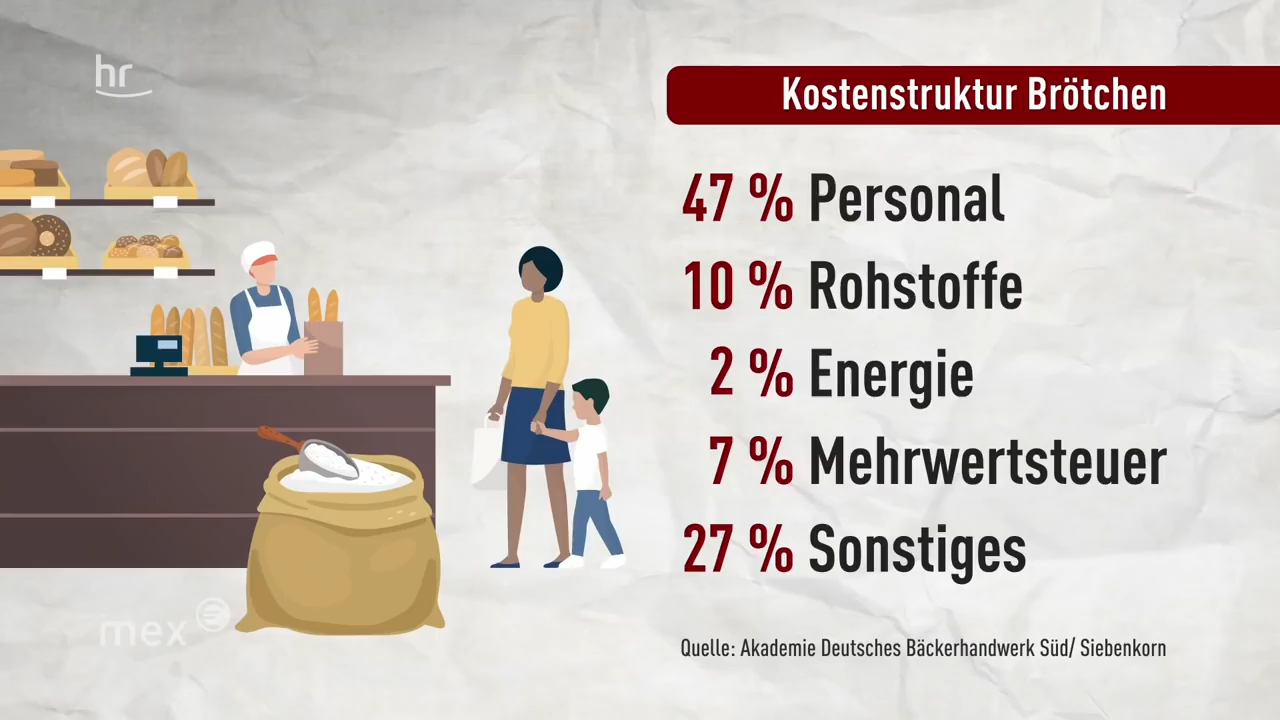 hr
Kostenstruktur Brötchen
47 % Personal
10 % Rohstoffe
2 % Energie
7 % Mehrwertsteuer
27 % Sonstiges
Quelle: Akademie Deutsches Bäckerhandwerk Süd/ Siebenkorn
mex